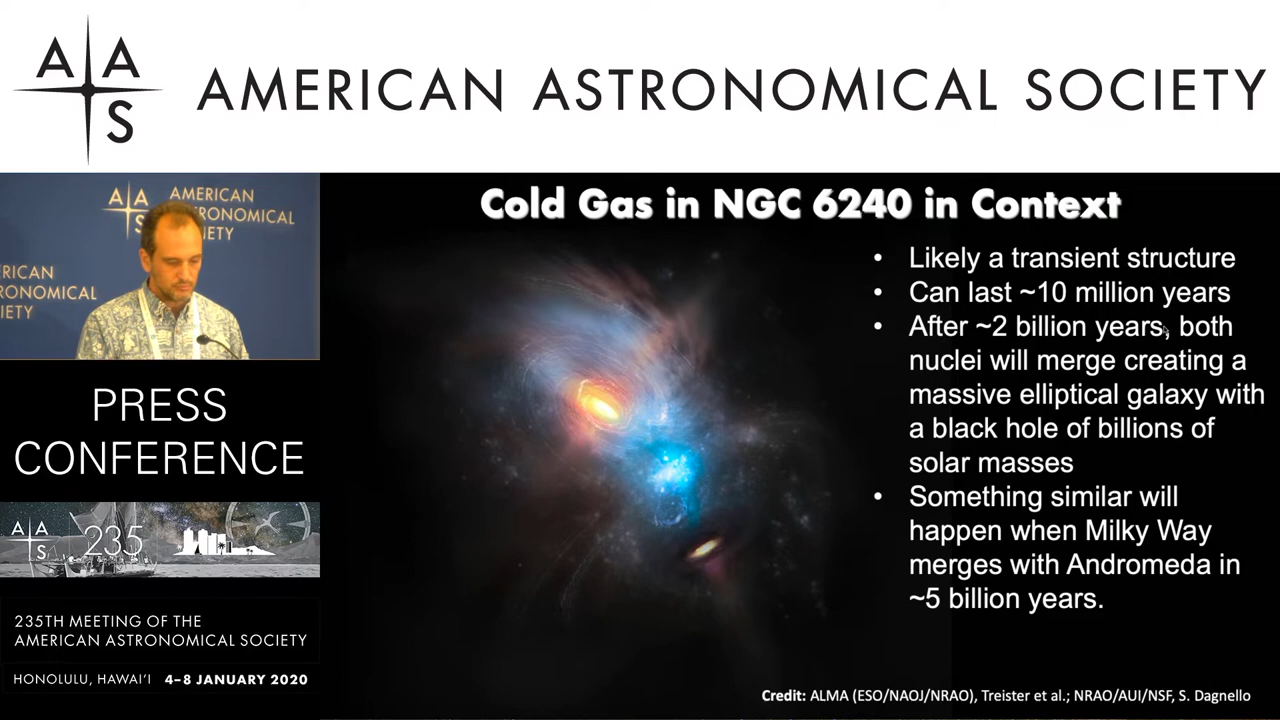 A A
S
AMERICAN ASTRONOMICAL SOCIETY
A A
S
AMERICAN
ASTRONOMICAL
SOCIETY
RICAN
RONOMICAL
IETY
PRESS
CONFERENCE
A A
S
235
235TH MEETING OF THE
AMERICAN ASTRONOMICAL SOCIETY
HONOLULU, HAWAI'I 4–8 JANUARY 2020
Cold Gas in NGC 6240 in Context
• Likely a transient structure
• Can last ~10 million years
• After ~2 billion years, both
nuclei will merge creating a
massive elliptical galaxy with
a black hole of billions of
solar masses
• Something similar will
happen when Milky Way
merges with Andromeda in
~5 billion years.
Credit: ALMA (ESO/NAOJ/NRAO), Treister et al.; NRAO/AUI/NSF, S. Dagnello